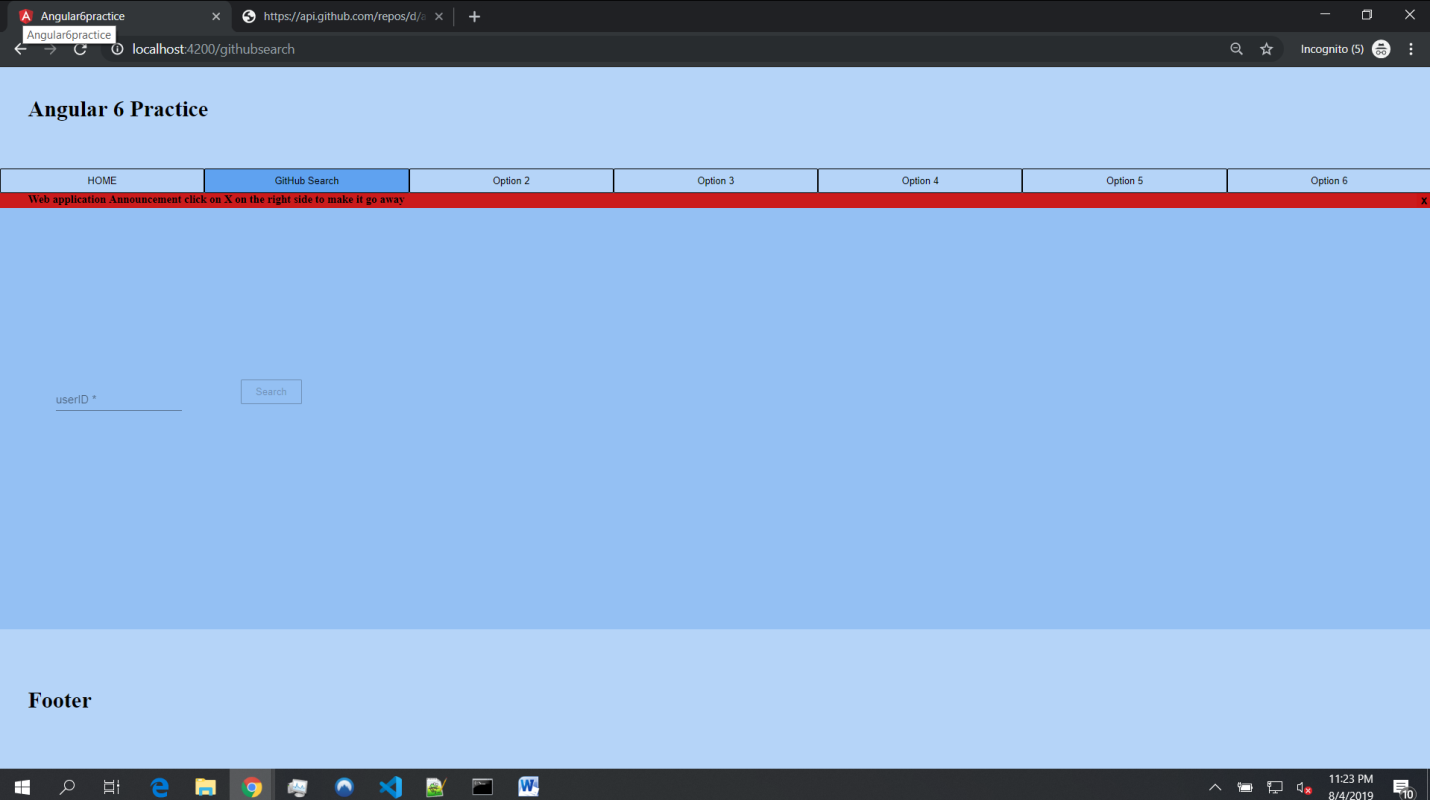 Angular6practice
https://api.github.com/repos/d/a
Angular6practice
localhost:4200/githubsearch
Incognito (5)
Angular 6 Practice
HOME GitHub Search Option 2 Option 3 Option 4 Option 5 Option 6
Web application Announcement click on X on the right side to make it go away x
userID *
Search
Footer
11:23 PM
8/4/2019
10